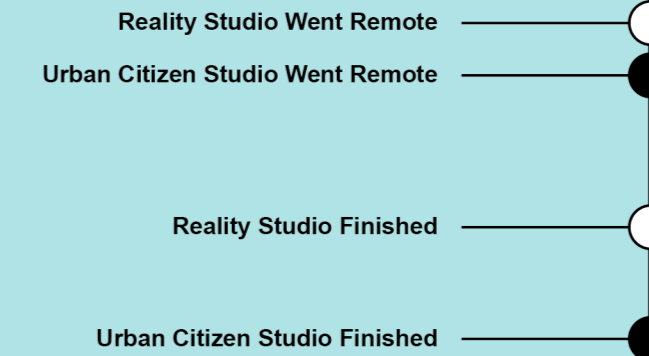 Reality Studio Went Remote
Urban Citizen Studio Went Remote
Reality Studio Finished
Urban Citizen Studio Finished